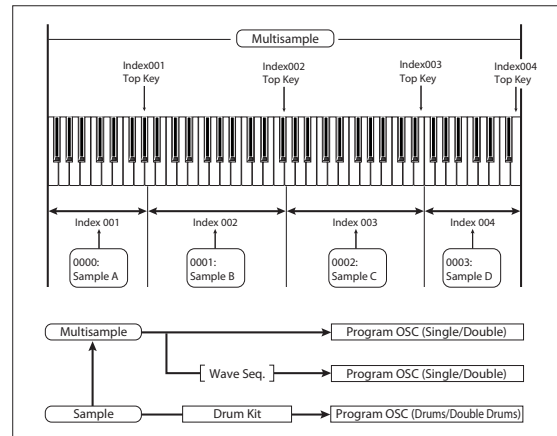 Multisample
Index001
Top Key
Index002
Top Key
Index003
Top Key
Index004
Top Key
Index 001
Index 002
Index 003
Index 004
0000:
Sample A
0001:
Sample B
0002:
Sample C
0003:
Sample D
Multisample
Program OSC (Single/Double)
Wave Seq.
Program OSC (Single/Double)
Sample
Drum Kit
Program OSC (Drums/Double Drums)